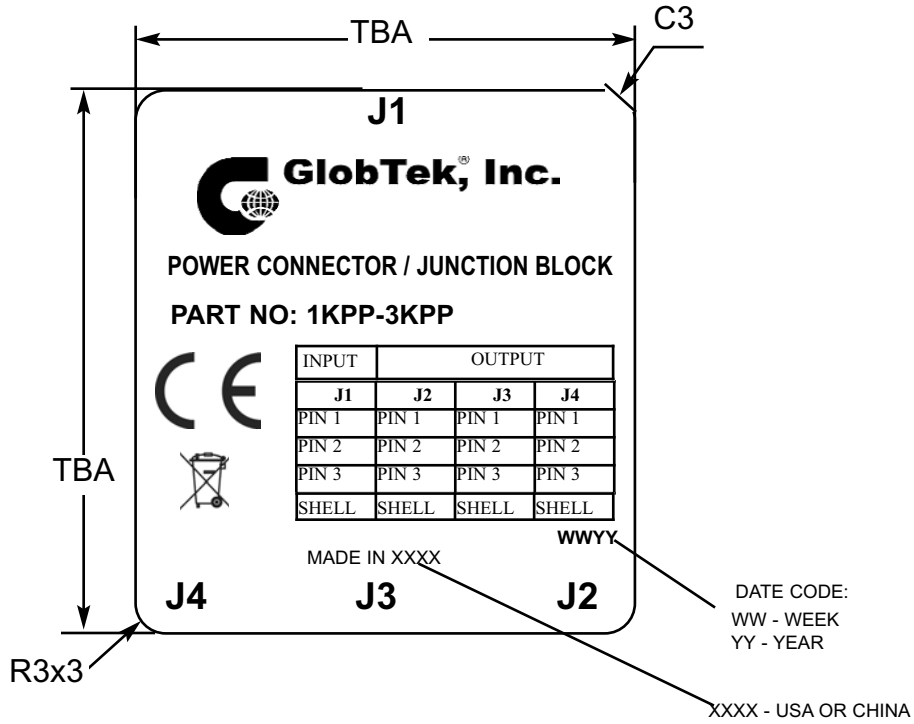 TBA
C3
J1
GlobTek,® Inc.
POWER CONNECTOR / JUNCTION BLOCK
PART NO: 1KPP-3KPP
CE
INPUT OUTPUT
J1 J2 J3 J4
PIN 1 PIN 1 PIN 1 PIN 1
PIN 2 PIN 2 PIN 2 PIN 2
PIN 3 PIN 3 PIN 3 PIN 3
SHELL SHELL SHELL SHELL
TBA
WWYY
MADE IN XXXX
J4 J3 J2
DATE CODE:
WW - WEEK
YY - YEAR
R3x3
XXXX - USA OR CHINA